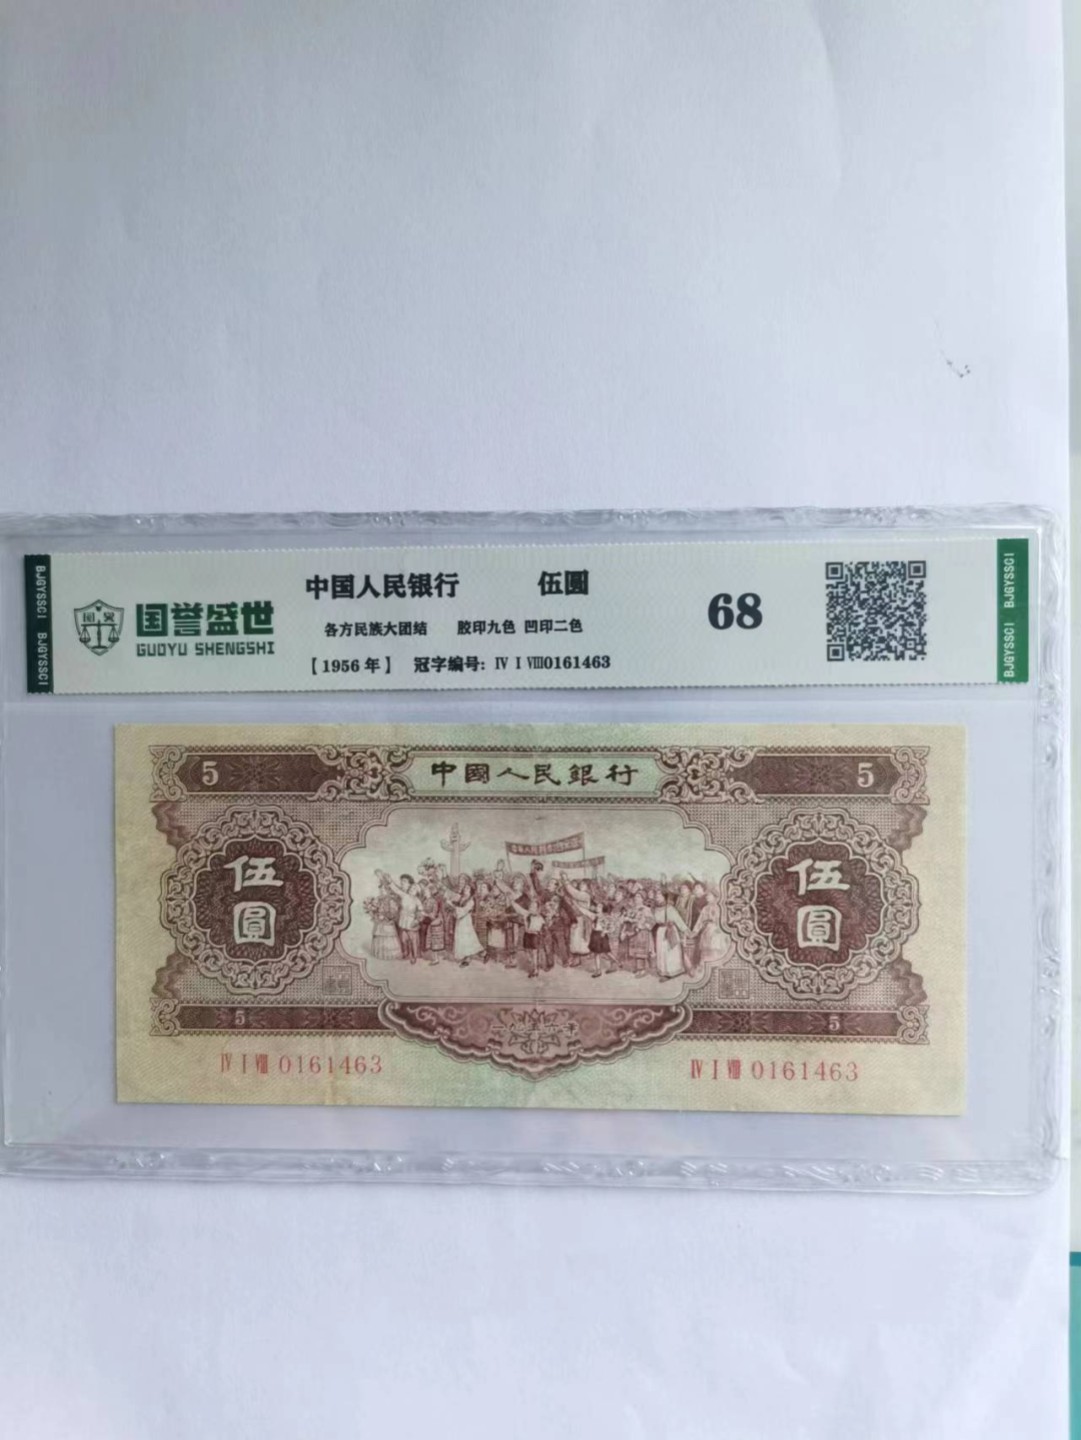 中国人民银行 伍圆
各方民族大团结 胶印九色 凹印二色
【1956 年】 冠字编号: Ⅳ Ⅰ Ⅷ0161463
68
国誉盛世
GUOYU SHENGSHI
BJGYSSCI BJGYSSCI
BJGYSSCI BJGYSSCI
5 中國人民銀行 5
伍圓
伍圓
5 5
Ⅳ Ⅰ Ⅷ 0161463
Ⅳ Ⅰ Ⅷ 0161463